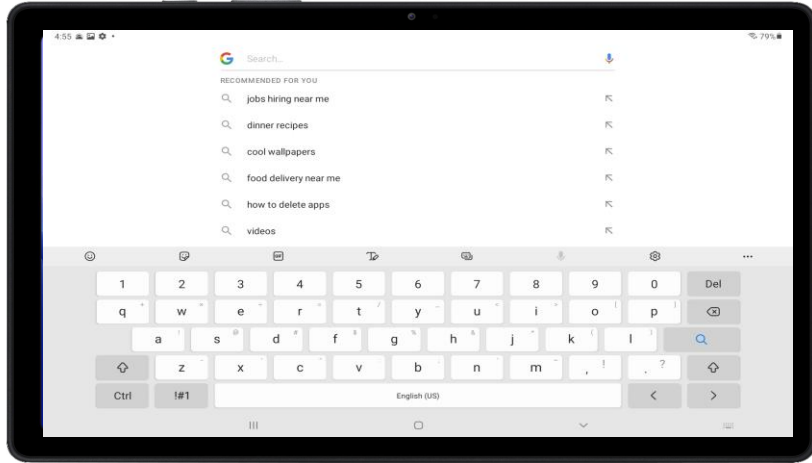 4:55
79%
Search...
RECOMMENDED FOR YOU
jobs hiring near me
dinner recipes
cool wallpapers
food delivery near me
how to delete apps
videos
GIF
1 2 3 4 5 6 7 8 9 0 Del
q w e r t y u i o p
a s d f g h j k l
z x c v b n m , ! . ?
Ctrl !#1 English (US) < >